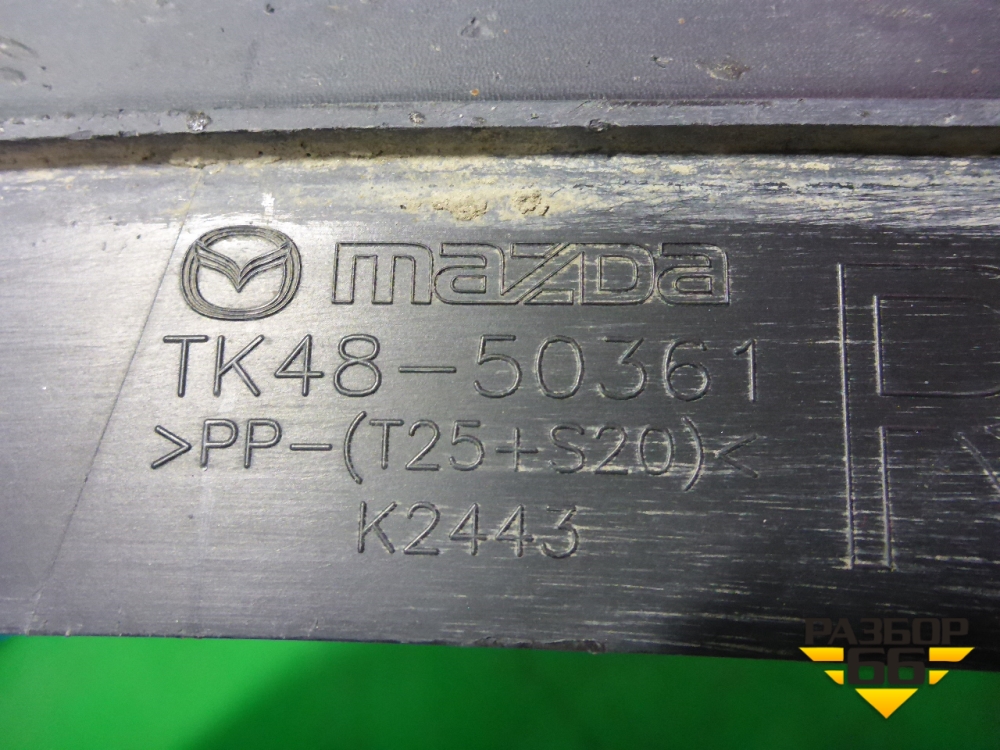 mazda
TK48-50361
>PP-(T25+S20)<
K2443
R
РАЗБОР
66